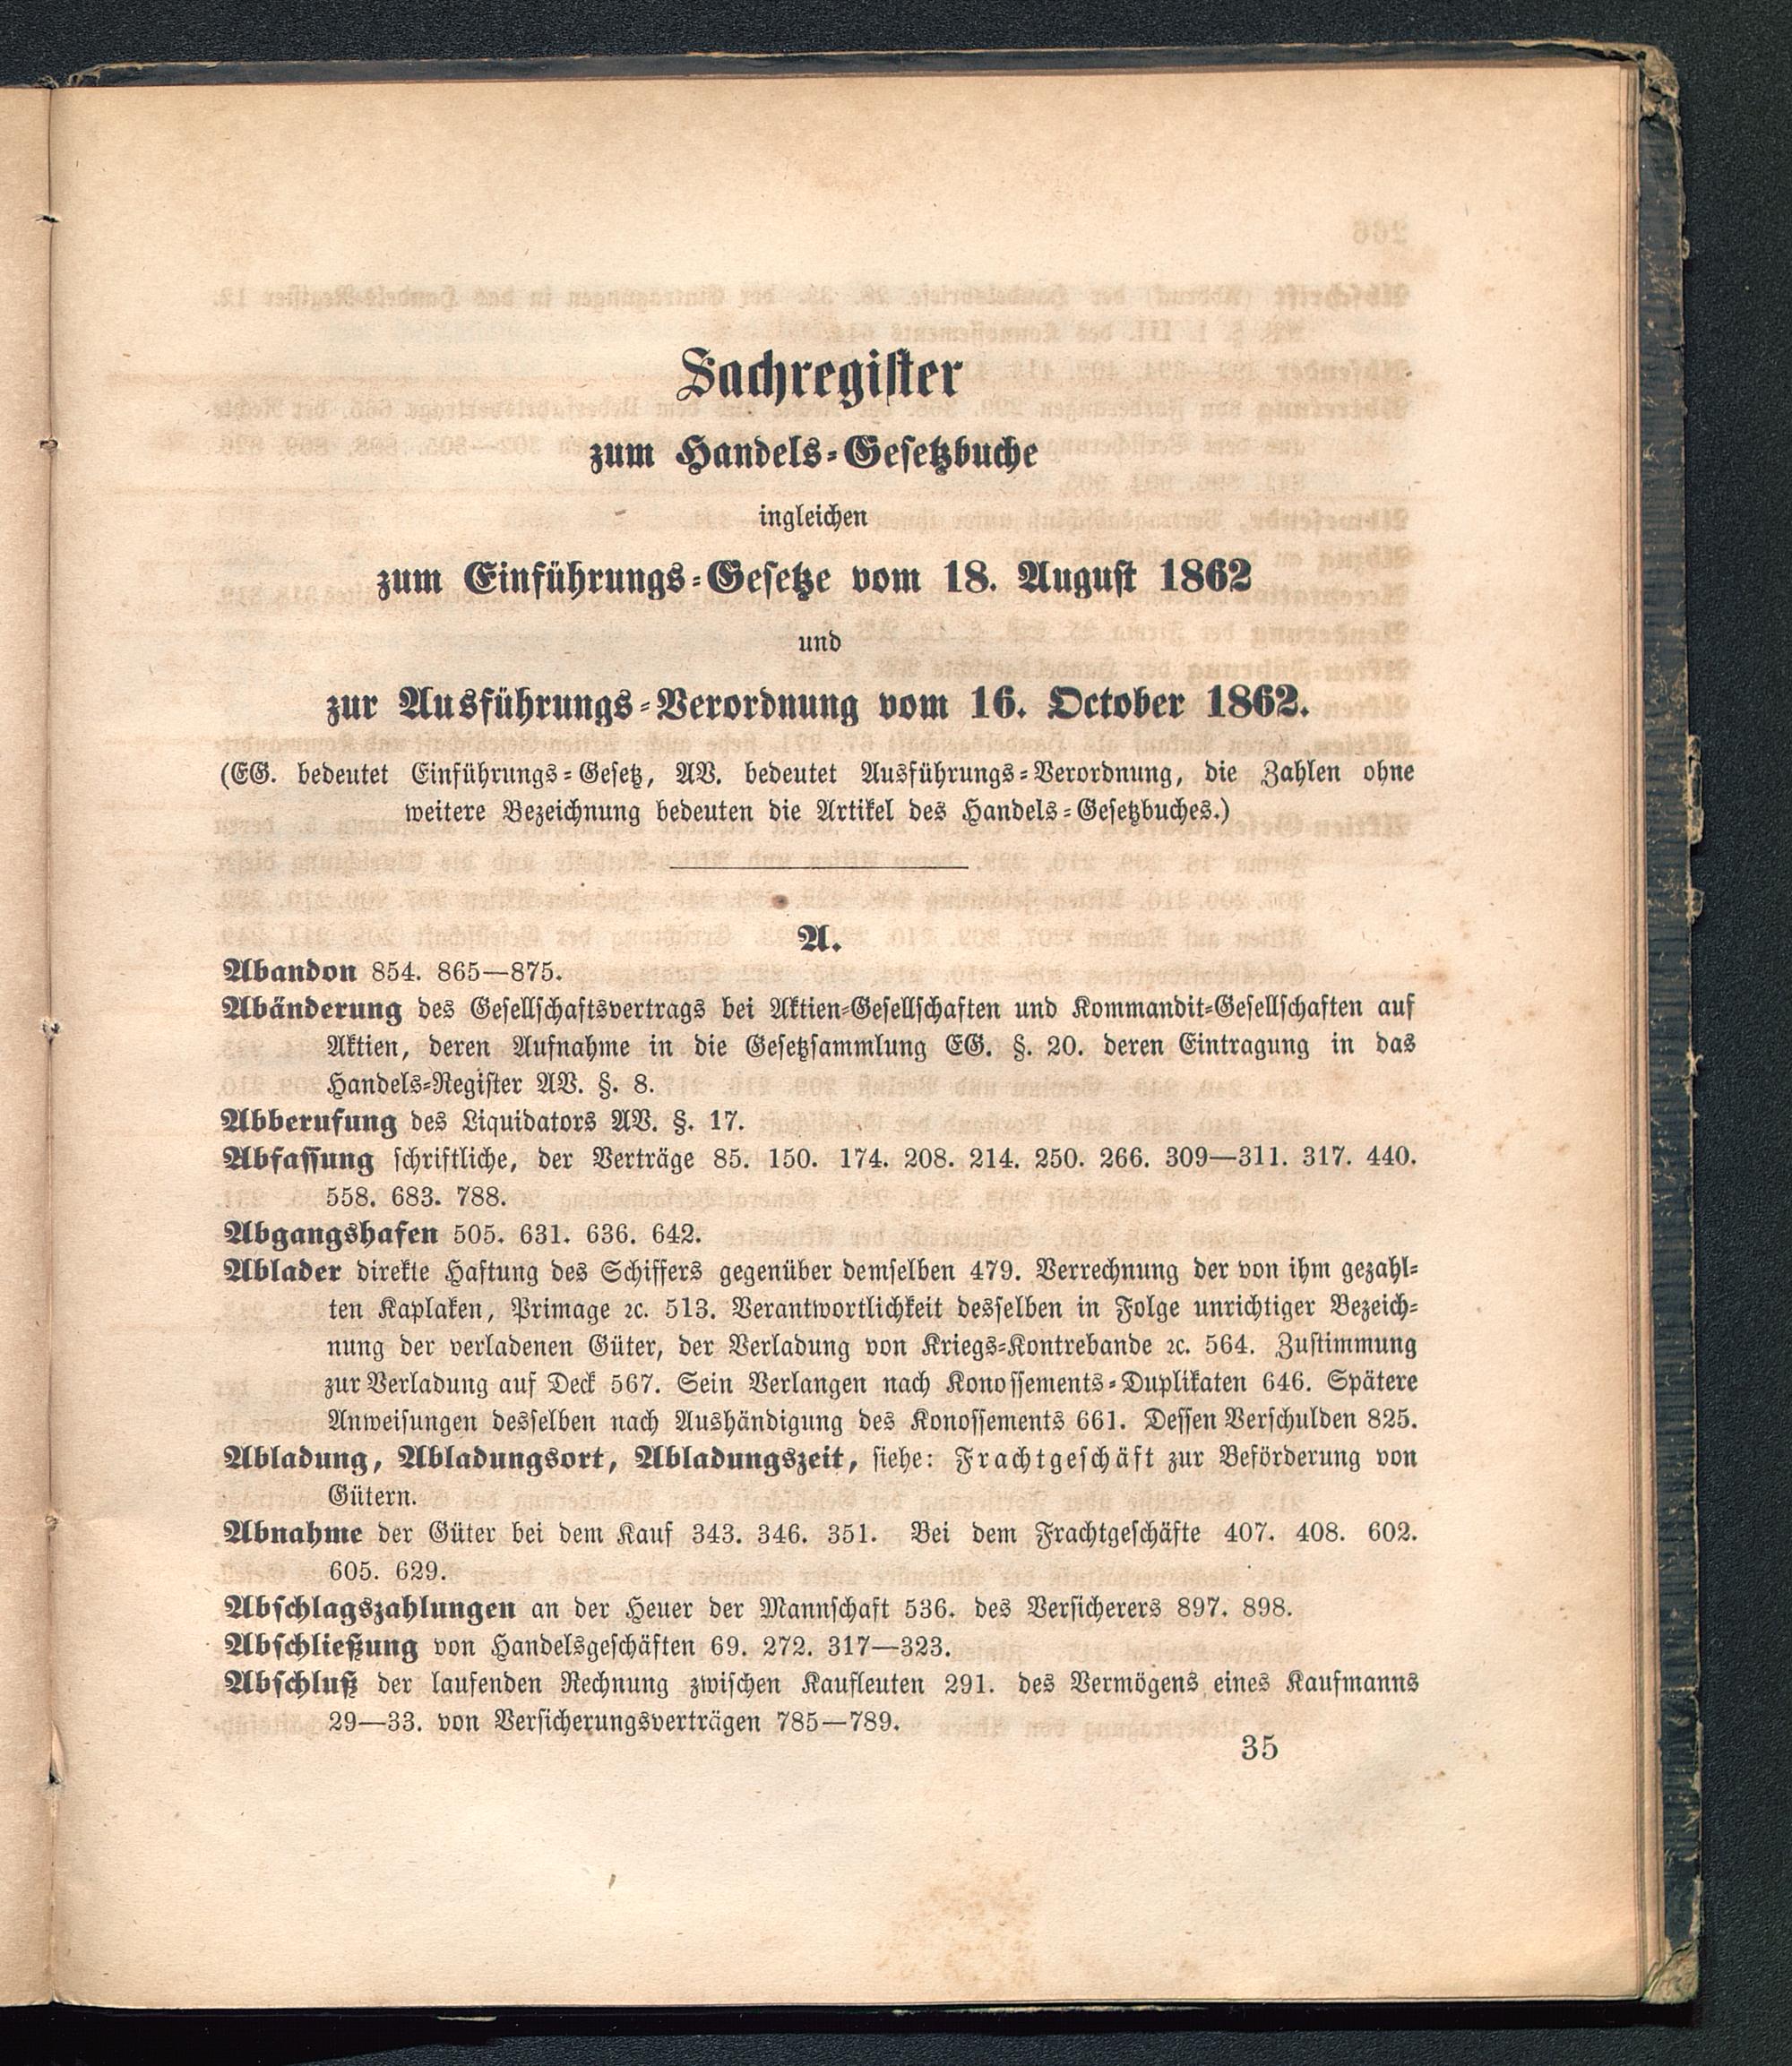 Sachregister
zum Handels-Gesetzbuche
ingleichen
zum Einführungs-Gesetze vom 18. August 1862
und
zur Ausführungs-Verordnung vom 16. October 1862.
(EG. bedeutet Einführungs-Gesetz, AV. bedeutet Ausführungs-Verordnung, die Zahlen ohne
weitere Bezeichnung bedeuten die Artikel des Handels-Gesetzbuches.)
A.
Abandon 854. 865—875.
Abänderung des Gesellschaftsvertrags bei Aktien-Gesellschaften und Kommandit-Gesellschaften auf
Aktien, deren Aufnahme in die Gesetzsammlung EG. §. 20. deren Eintragung in das
Handels-Register AV. §. 8.
Abberufung des Liquidators AV. §. 17.
Abfassung schriftliche, der Verträge 85. 150. 174. 208. 214. 250. 266. 309—311. 317. 440.
558. 683. 788.
Abgangshafen 505. 631. 636. 642.
Ablader direkte Haftung des Schiffers gegenüber demselben 479. Verrechnung der von ihm gezahl-
ten Kaplaken, Primage ꝛc. 513. Verantwortlichkeit desselben in Folge unrichtiger Bezeich-
nung der verladenen Güter, der Verladung von Kriegs-Kontrebande ꝛc. 564. Zustimmung
zur Verladung auf Deck 567. Sein Verlangen nach Konossements-Duplikaten 646. Spätere
Anweisungen desselben nach Aushändigung des Konossements 661. Dessen Verschulden 825.
Abladung, Abladungsort, Abladungszeit, siehe: Frachtgeschäft zur Beförderung von
Gütern.
Abnahme der Güter bei dem Kauf 343. 346. 351. Bei dem Frachtgeschäfte 407. 408. 602.
605. 629.
Abschlagszahlungen an der Heuer der Mannschaft 536. des Versicherers 897. 898.
Abschließung von Handelsgeschäften 69. 272. 317—323.
Abschluß der laufenden Rechnung zwischen Kaufleuten 291. des Vermögens eines Kaufmanns
29—33. von Versicherungsverträgen 785—789.
35